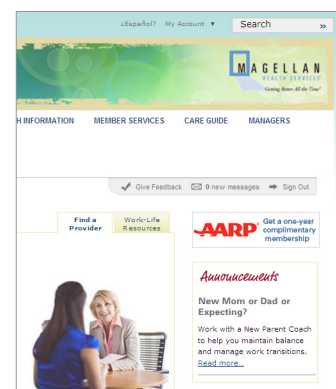 ¿Español? My Account ▼ Search »
MAGELLAN
HEALTH SERVICES
Getting Better All the Time®
H INFORMATION MEMBER SERVICES CARE GUIDE MANAGERS
Give Feedback 0 new messages Sign Out
Find a
Provider
Work-Life
Resources
AARP
Get a one-year
complimentary
membership
Announcements
New Mom or Dad or
Expecting?
Work with a New Parent Coach
to help you maintain balance
and manage work transitions.
Read more...